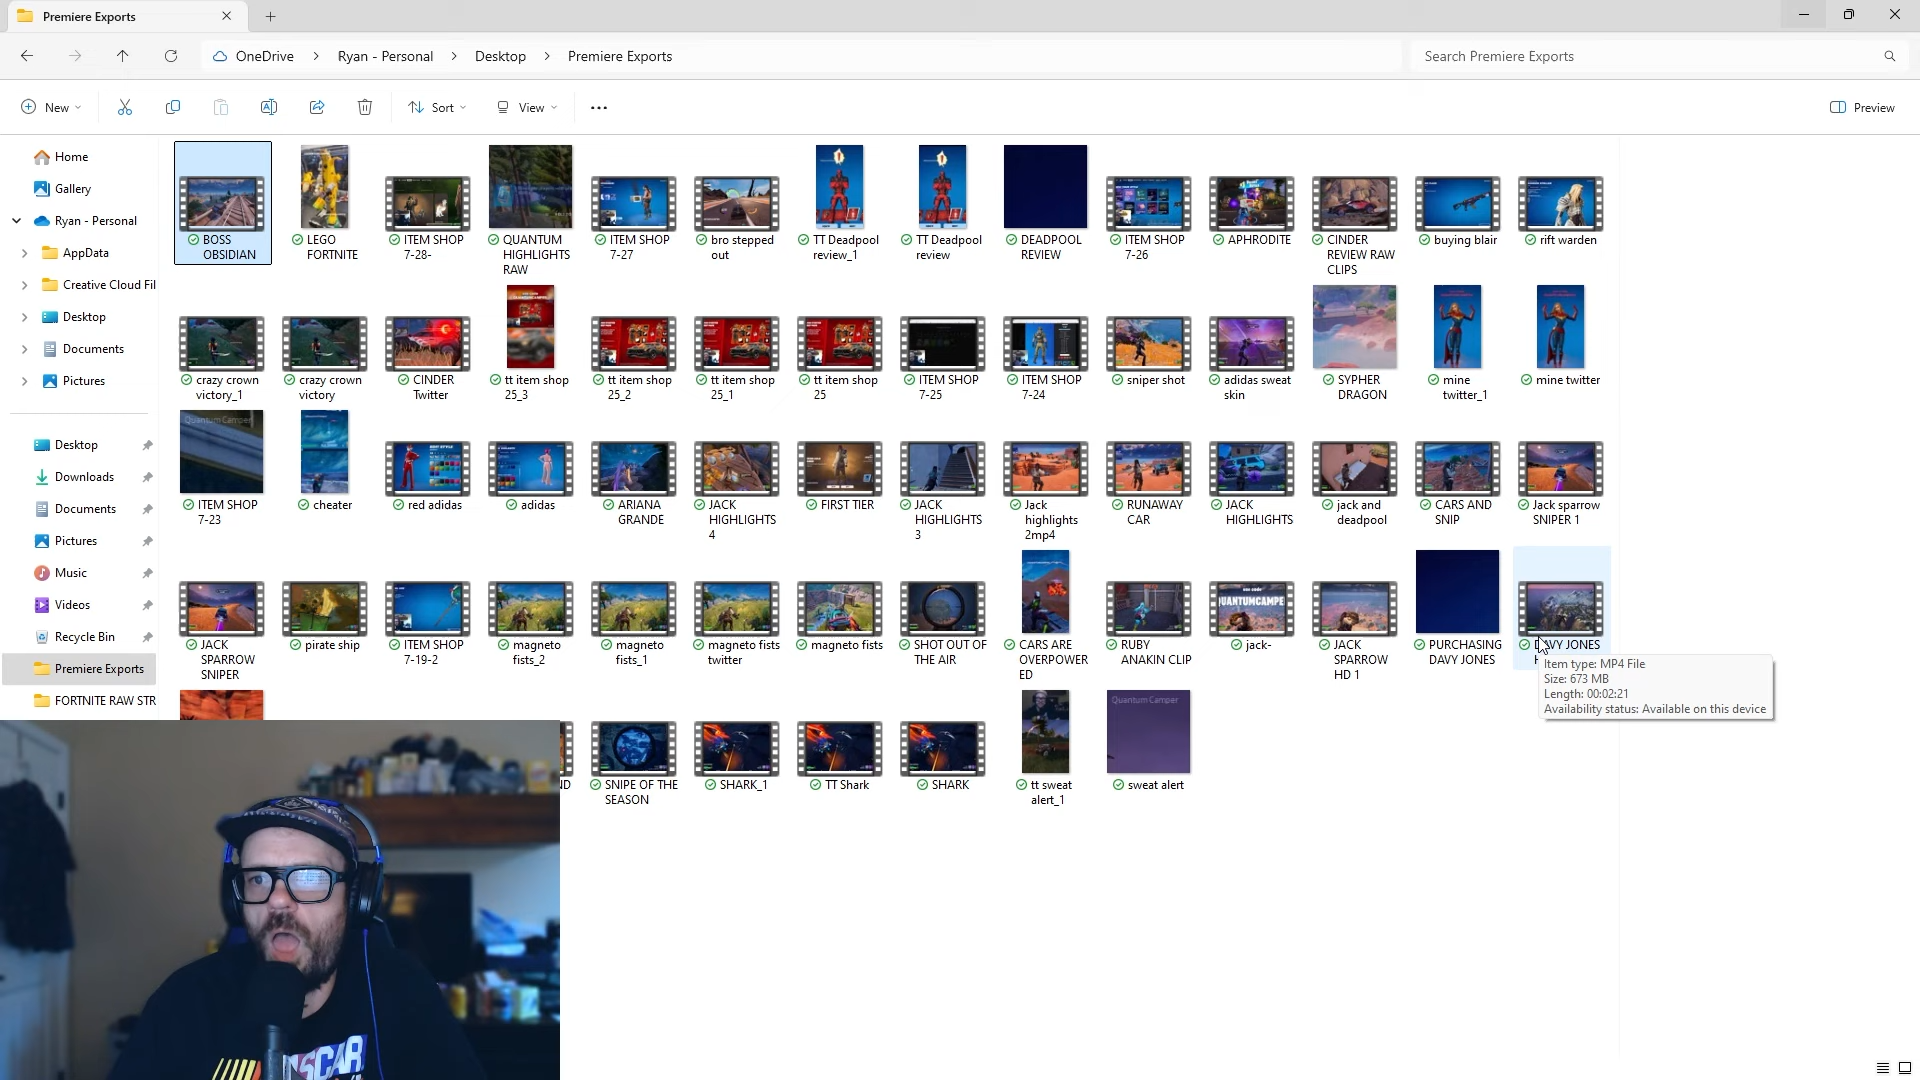 Premiere Exports
OneDrive
Ryan - Personal
Desktop
Premiere Exports
Search Premiere Exports
New
Sort
View
Preview
Home
Gallery
Ryan - Personal
AppData
Creative Cloud Fil
Desktop
Documents
Pictures
Desktop
Downloads
Documents
Pictures
Music
Videos
Recycle Bin
Premiere Exports
FORTNITE RAW STR
BOSS
OBSIDIAN
LEGO
FORTNITE
ITEM SHOP
7-28-
QUANTUM
HIGHLIGHTS
RAW
ITEM SHOP
7-27
bro stepped
out
TT Deadpool
review_1
TT Deadpool
review
DEADPOOL
REVIEW
ITEM SHOP
7-26
APHRODITE
CINDER
REVIEW RAW
CLIPS
buying blair
rift warden
crazy crown
victory_1
crazy crown
victory
CINDER
Twitter
tt item shop
25_3
tt item shop
25_2
tt item shop
25_1
tt item shop
25
ITEM SHOP
7-25
ITEM SHOP
7-24
sniper shot
adidas sweat
skin
SYPHER
DRAGON
mine
twitter_1
mine twitter
Quantum Camper
ITEM SHOP
7-23
cheater
red adidas
adidas
ARIANA
GRANDE
JACK
HIGHLIGHTS
4
FIRST TIER
JACK
HIGHLIGHTS
3
Jack
highlights
2mp4
RUNAWAY
CAR
JACK
HIGHLIGHTS
jack and
deadpool
CARS AND
SNIP
Jack sparrow
SNIPER 1
JACK
SPARROW
SNIPER
pirate ship
ITEM SHOP
7-19-2
magneto
fists_2
magneto
fists_1
magneto fists
twitter
magneto fists
SHOT OUT OF
THE AIR
CARS ARE
OVERPOWER
ED
RUBY
ANAKIN CLIP
USE CODE
QUANTUMCAMPE
jack-
JACK
SPARROW
HD 1
PURCHASING
DAVY JONES
DAVY JONES
Item type: MP4 File
Size: 673 MB
Length: 00:02:21
Availability status: Available on this device
ND
SNIPE OF THE
SEASON
SHARK_1
TT Shark
SHARK
tt sweat
alert_1
Quantum Camper
sweat alert